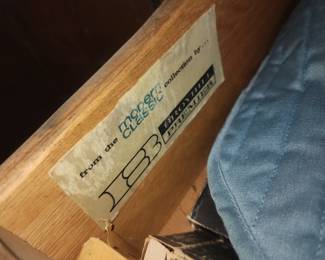 from the
modern
classic
collection by...
B
BROYHILL
PREMIER